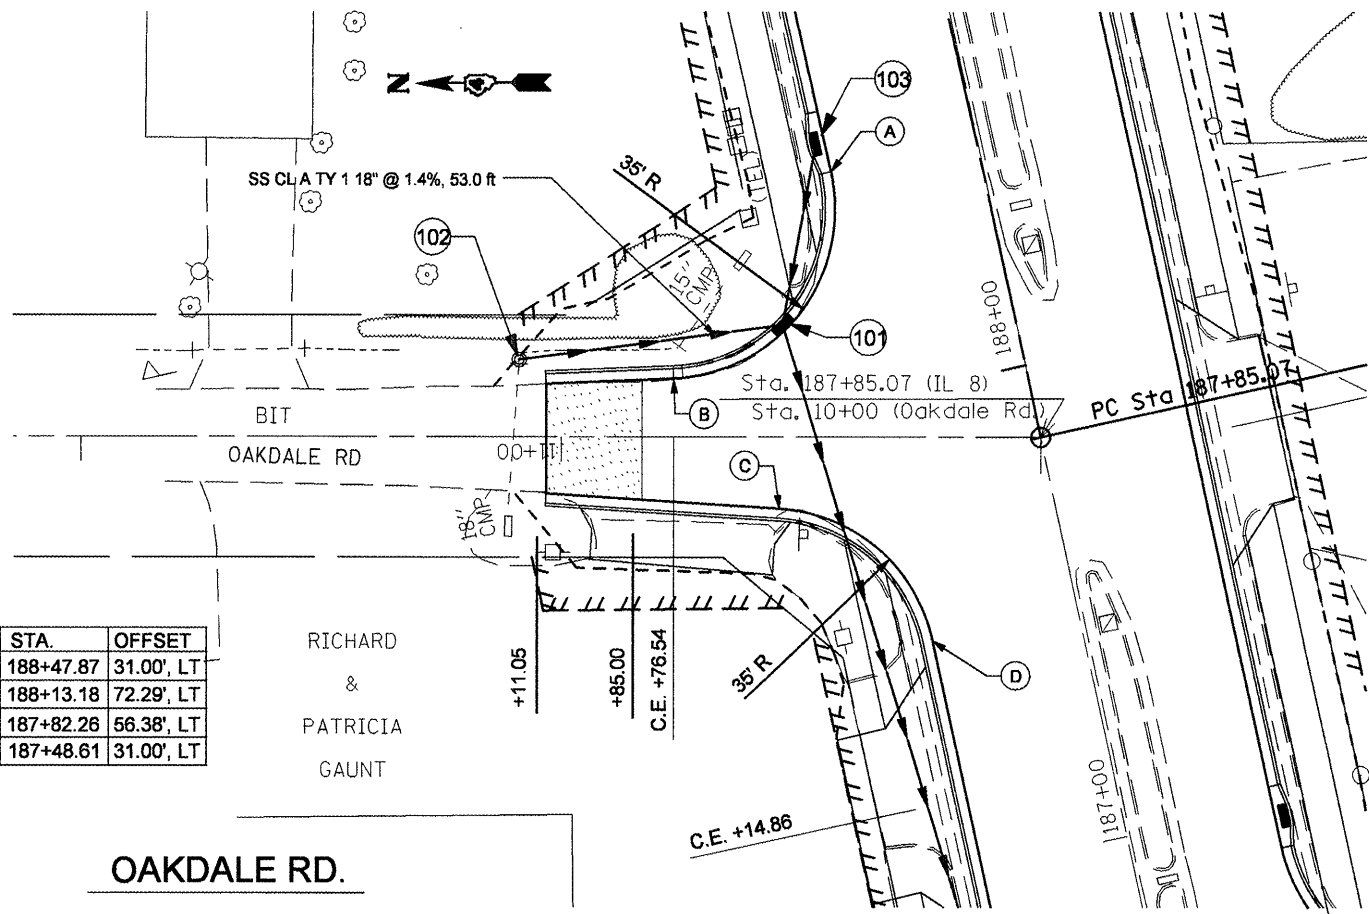 N
103
A
35' R
(TEL)
SS CL A TY 1 18" @ 1.4%, 53.0 ft
102
15"
CMP
101
188+00
Sta. 187+85.07 (IL 8)
Sta. 10+00 (Oakdale Rd.)
PC Sta 187+85.07
B
BIT
OAKDALE RD
11+00
C
18"
CMP
STA. OFFSET
188+47.87 31.00', LT
188+13.18 72.29', LT
187+82.26 56.38', LT
187+48.61 31.00', LT
RICHARD
&
PATRICIA
GAUNT
+11.05
+85.00
C.E. +76.54
35' R
D
187+00
C.E. +14.86
OAKDALE RD.